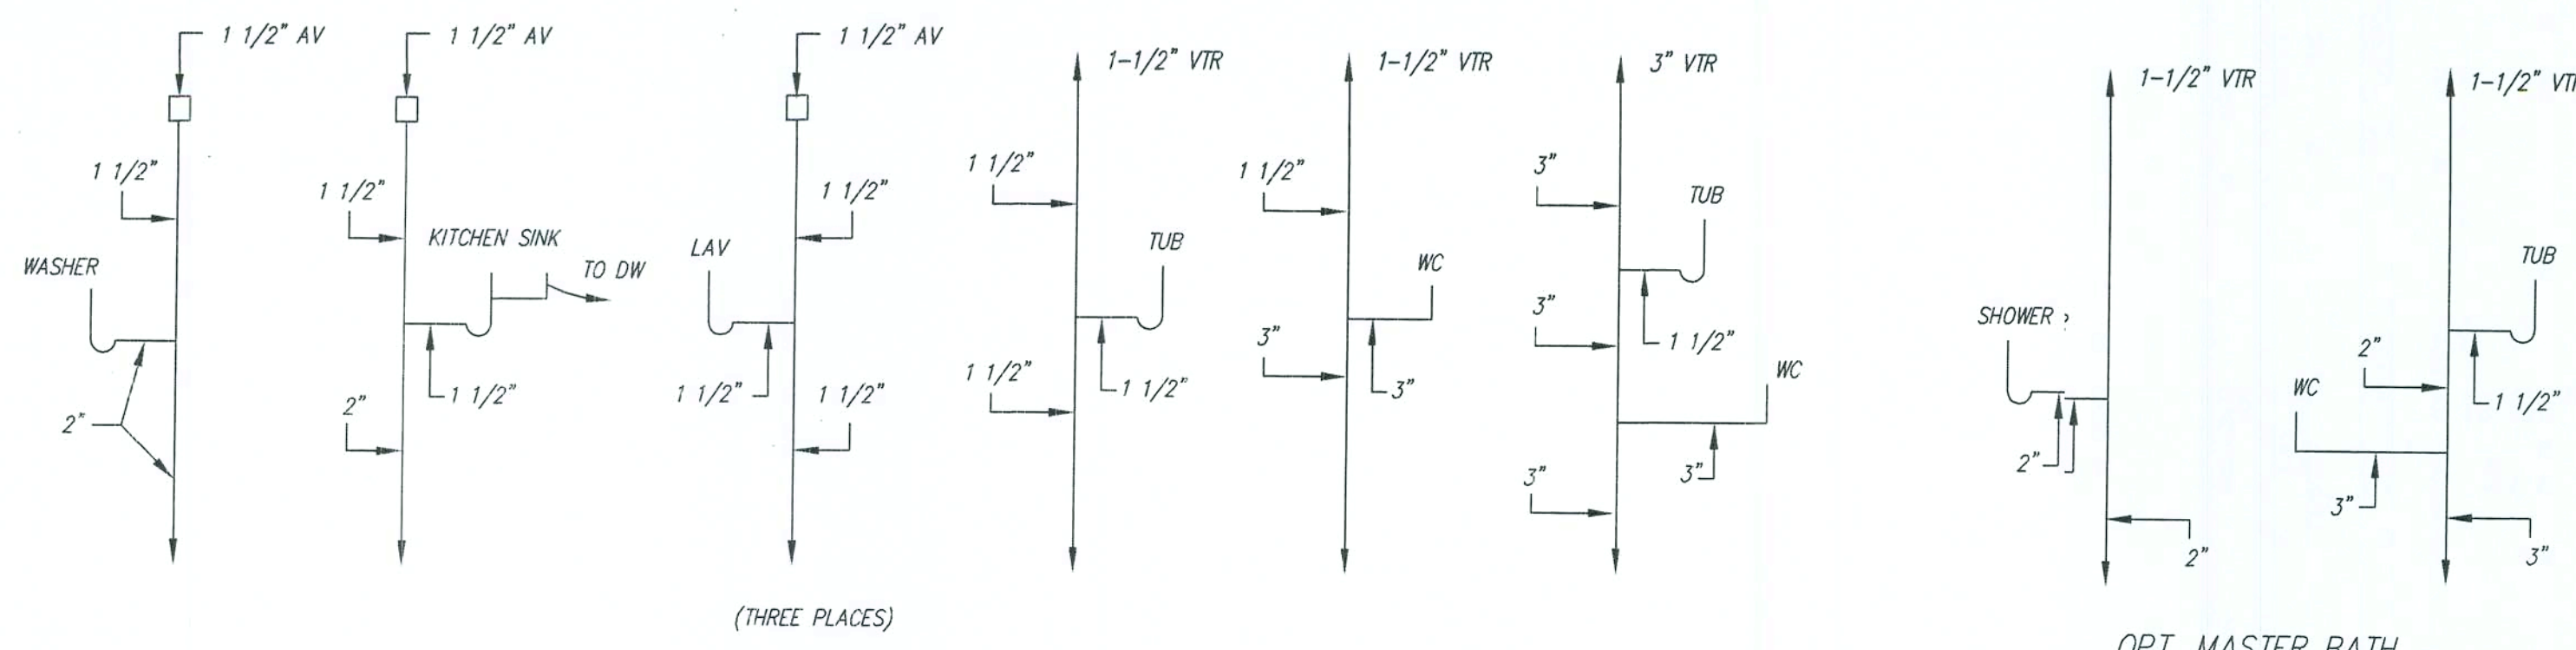 1 1/2" AV
1 1/2"
WASHER
2"
1 1/2" AV
1 1/2"
KITCHEN SINK
TO DW
1 1/2"
2"
1 1/2" AV
1 1/2"
LAV
1 1/2"
1 1/2"
(THREE PLACES)
1-1/2" VTR
1 1/2"
TUB
1 1/2"
1 1/2"
1-1/2" VTR
1 1/2"
WC
3"
3"
3" VTR
3"
TUB
3"
1 1/2"
WC
3"
3"
1-1/2" VTR
SHOWER
2"
2"
1-1/2" VTR
TUB
2"
1 1/2"
WC
3"
3"
OPT. MASTER BATH